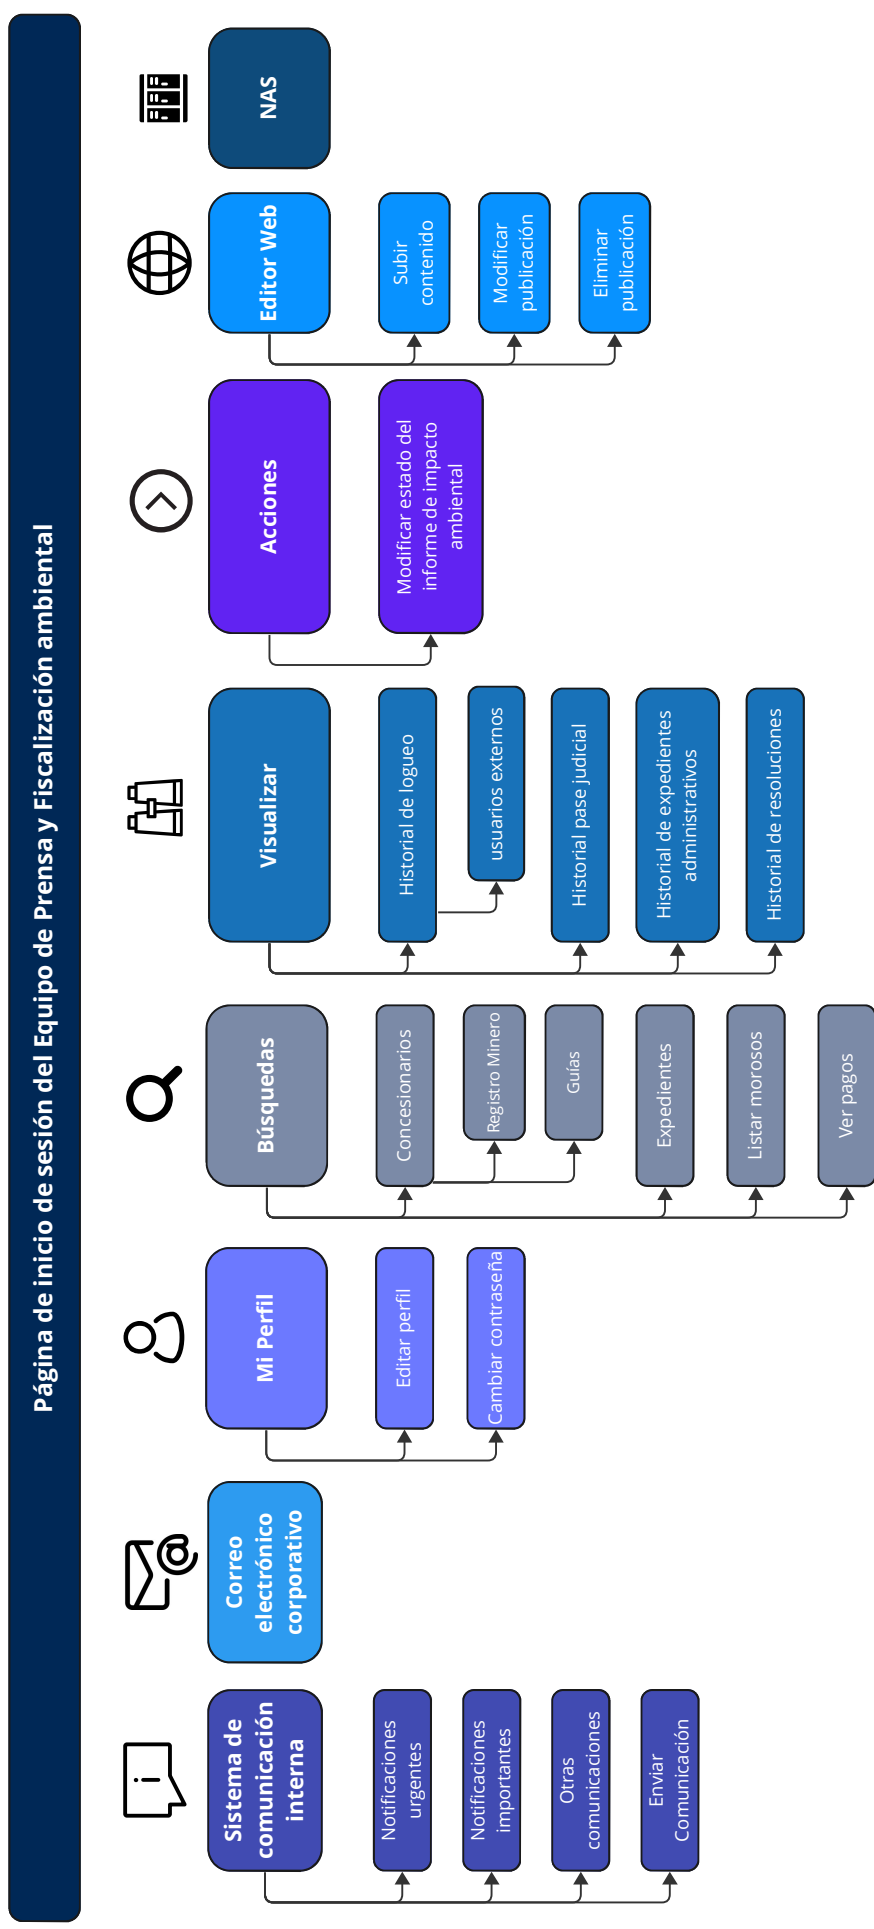 Página de inicio de sesión del Equipo de Prensa y Fiscalización ambiental
Sistema de
comunicación
interna
Notificaciones
urgentes
Notificaciones
importantes
Otras
comunicaciones
Enviar
Comunicación
Correo
electrónico
corporativo
Mi Perfil
Editar perfil
Cambiar contraseña
Búsquedas
Concesionarios
Registro Minero
Guías
Expedientes
Listar morosos
Ver pagos
Visualizar
Historial de logueo
usuarios externos
Historial pase judicial
Historial de expedientes
administrativos
Historial de resoluciones
Acciones
Modificar estado del
informe de impacto
ambiental
Editor Web
Subir
contenido
Modificar
publicación
Eliminar
publicación
NAS